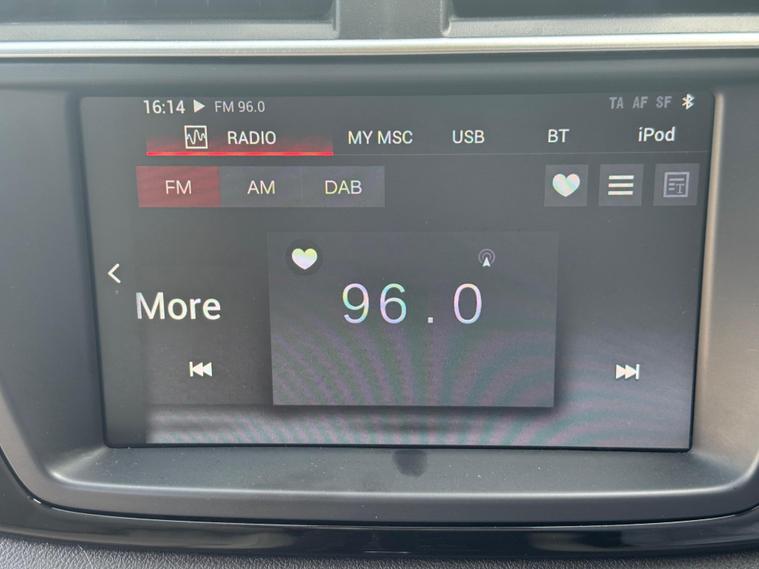 16:14 FM 96.0 TA AF SF
RADIO MY MSC USB BT iPod
FM AM DAB
T
More 96.0